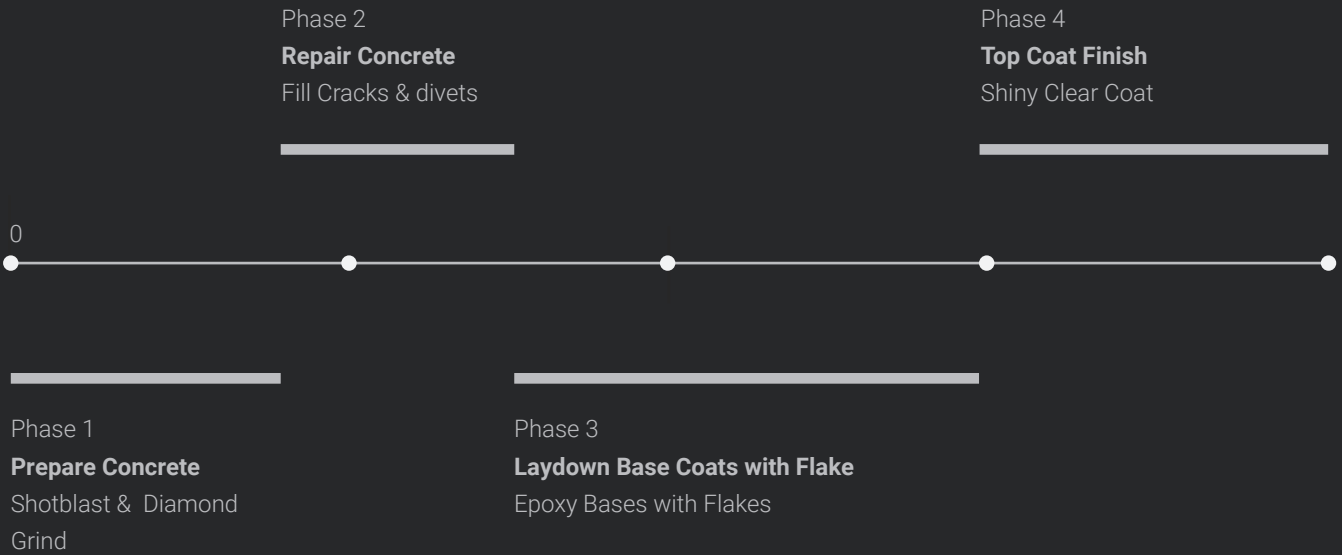 Phase 2
Repair Concrete
Fill Cracks & divets
Phase 4
Top Coat Finish
Shiny Clear Coat
0
Phase 1
Prepare Concrete
Shotblast &  Diamond
Grind
Phase 3
Laydown Base Coats with Flake
Epoxy Bases with Flakes